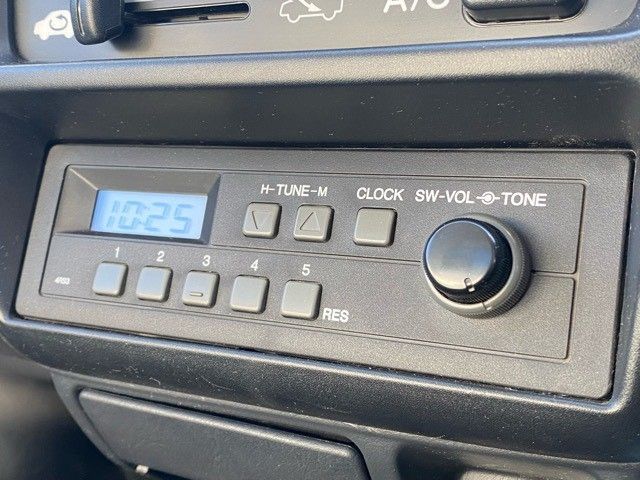 A/C
H-TUNE-M CLOCK SW-VOL TONE
10:25
1 2 3 4 5
RES